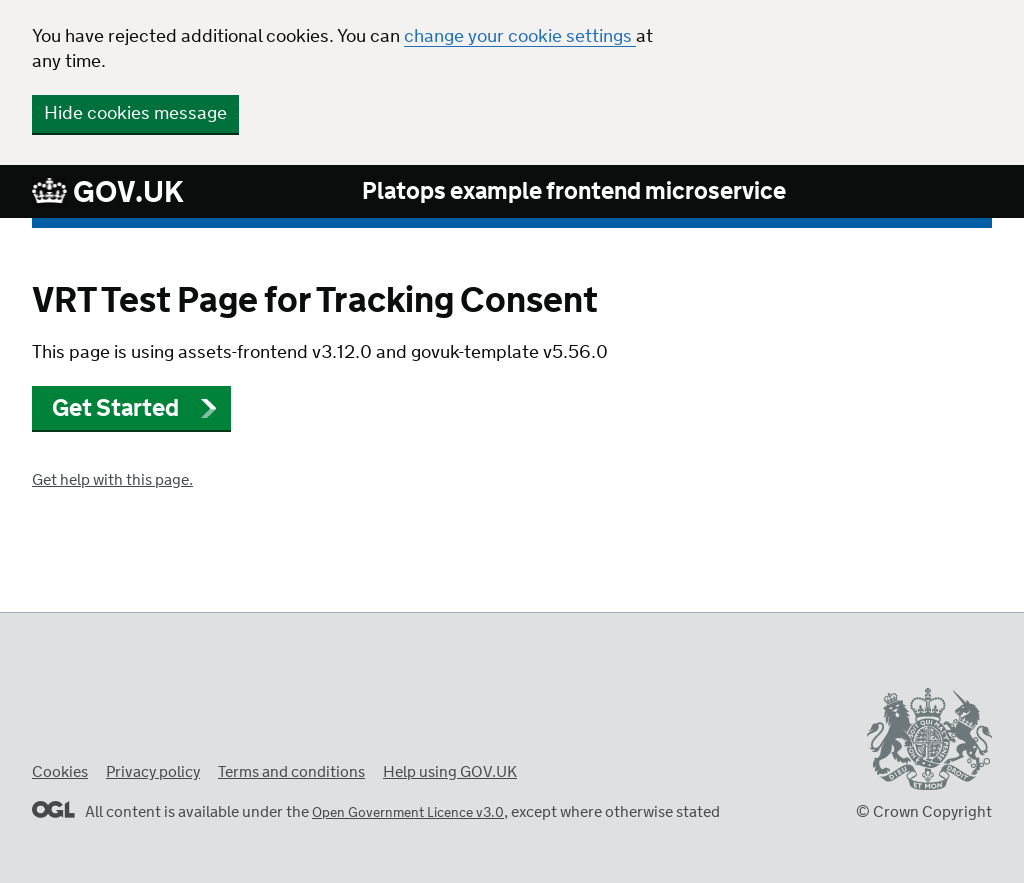 You have rejected additional cookies. You can change your cookie settings at
any time.
Hide cookies message
GOV.UK
Platops example frontend microservice
VRT Test Page for Tracking Consent
This page is using assets-frontend v3.12.0 and govuk-template v5.56.0
Get Started
Get help with this page.
Cookies Privacy policy Terms and conditions Help using GOV.UK
OGL All content is available under the Open Government Licence v3.0, except where otherwise stated
© Crown Copyright